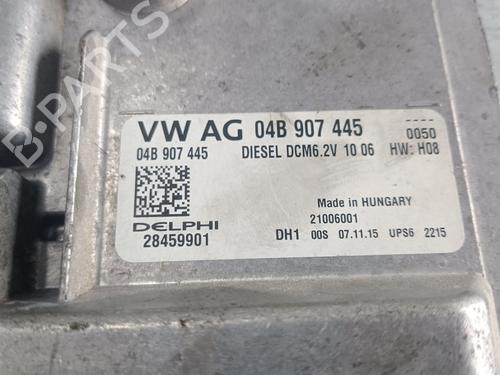 VW AG 04B 907 445 0050
04B 907 445 DIESEL DCM6.2V 10 06 HW: H08
Made in HUNGARY
21006001
DELPHI
28459901 DH1 00S 07.11.15 UPS6 2215